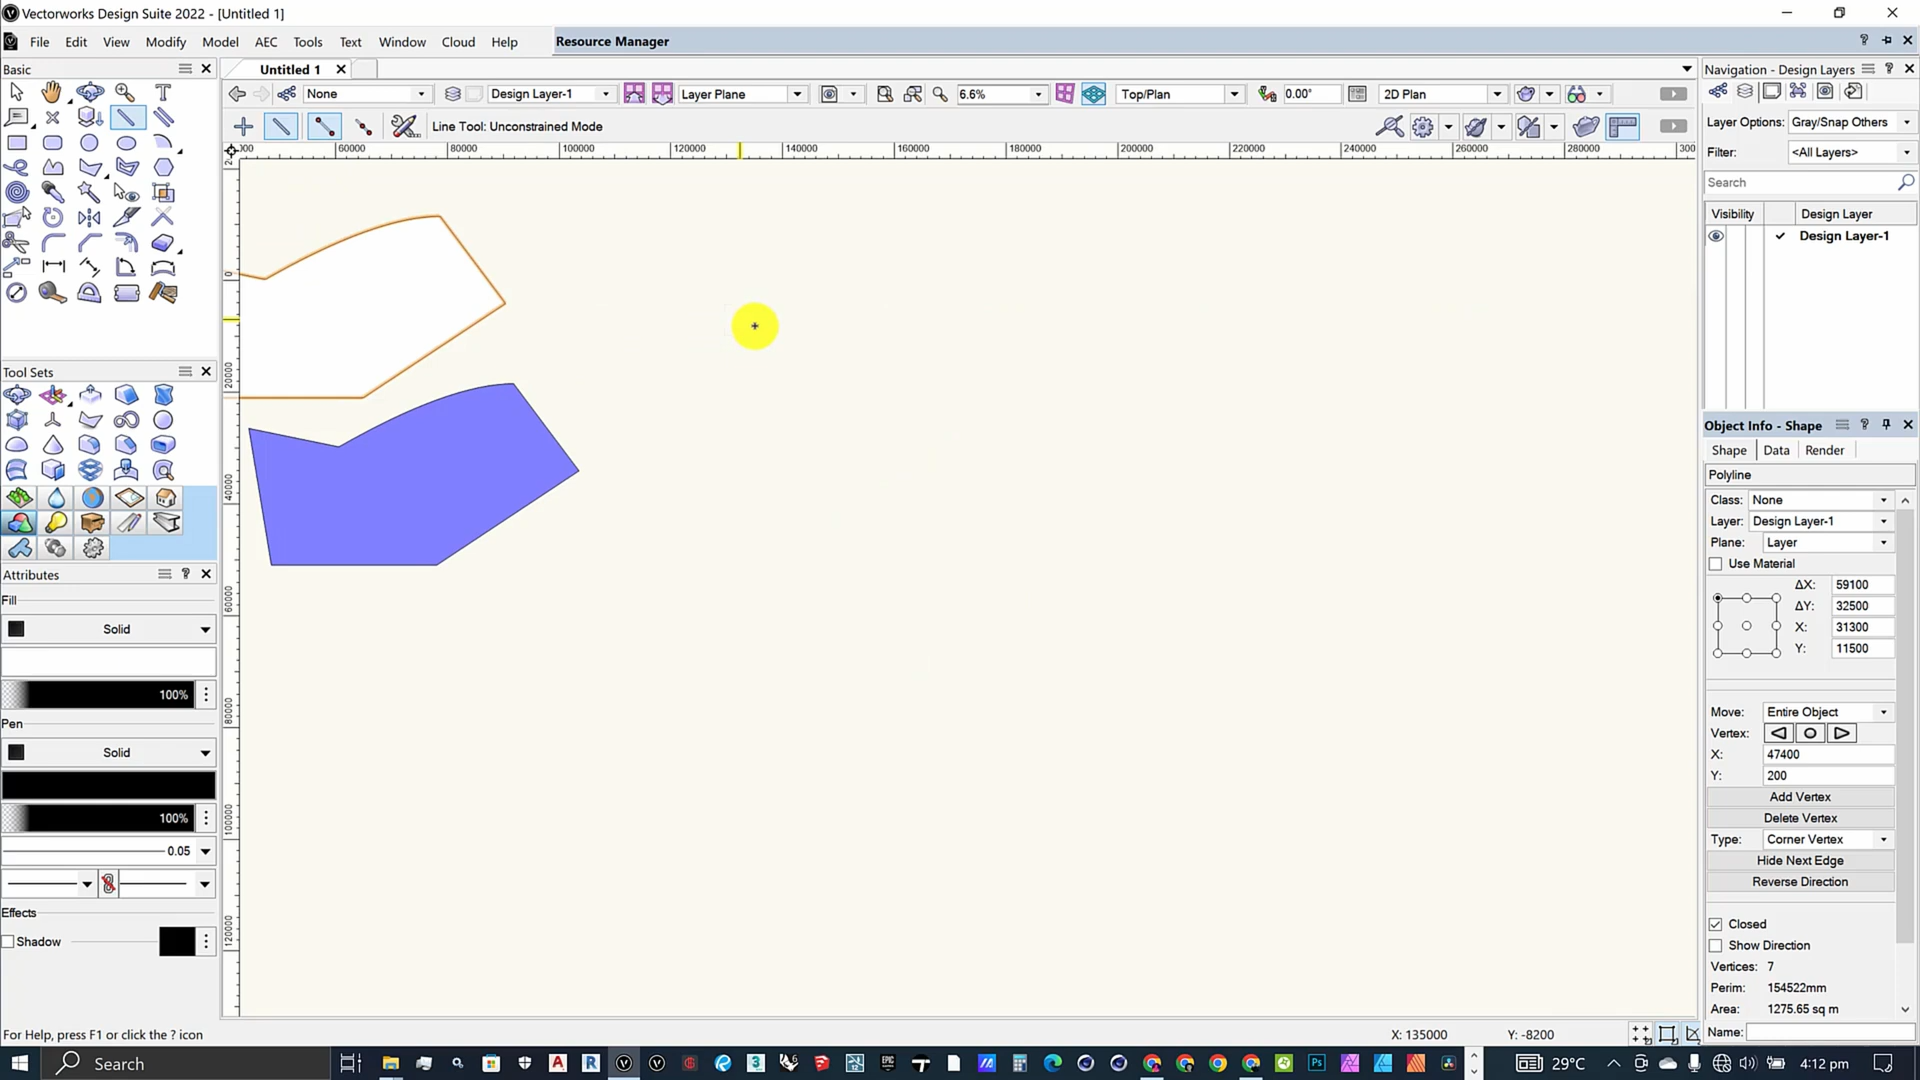 Vectorworks Design Suite 2022 - [Untitled 1]
File Edit View Modify Model AEC Tools Text Window Cloud Help
Resource Manager
Basic
Untitled 1
None
Design Layer-1
Layer Plane
6.6%
Top/Plan
0.00°
2D Plan
Line Tool: Unconstrained Mode
60000 80000 100000 120000 140000 160000 180000 200000 220000 240000 260000 280000
0
20000
40000
60000
80000
100000
120000
Tool Sets
Attributes
Fill
Solid
100%
Pen
Solid
100%
0.05
Effects
Shadow
For Help, press F1 or click the ? icon
Navigation - Design Layers
Layer Options: Gray/Snap Others
Filter: <All Layers>
Search
Visibility Design Layer
Design Layer-1
Object Info - Shape
Shape Data Render
Polyline
Class: None
Layer: Design Layer-1
Plane: Layer
Use Material
ΔX: 59100
ΔY: 32500
X: 31300
Y: 11500
Move: Entire Object
Vertex:
X: 47400
Y: 200
Add Vertex
Delete Vertex
Type: Corner Vertex
Hide Next Edge
Reverse Direction
Closed
Show Direction
Vertices: 7
Perim: 154522mm
Area: 1275.65 sq m
Name:
X: 135000 Y: -8200
Search
29°C
4:12 pm